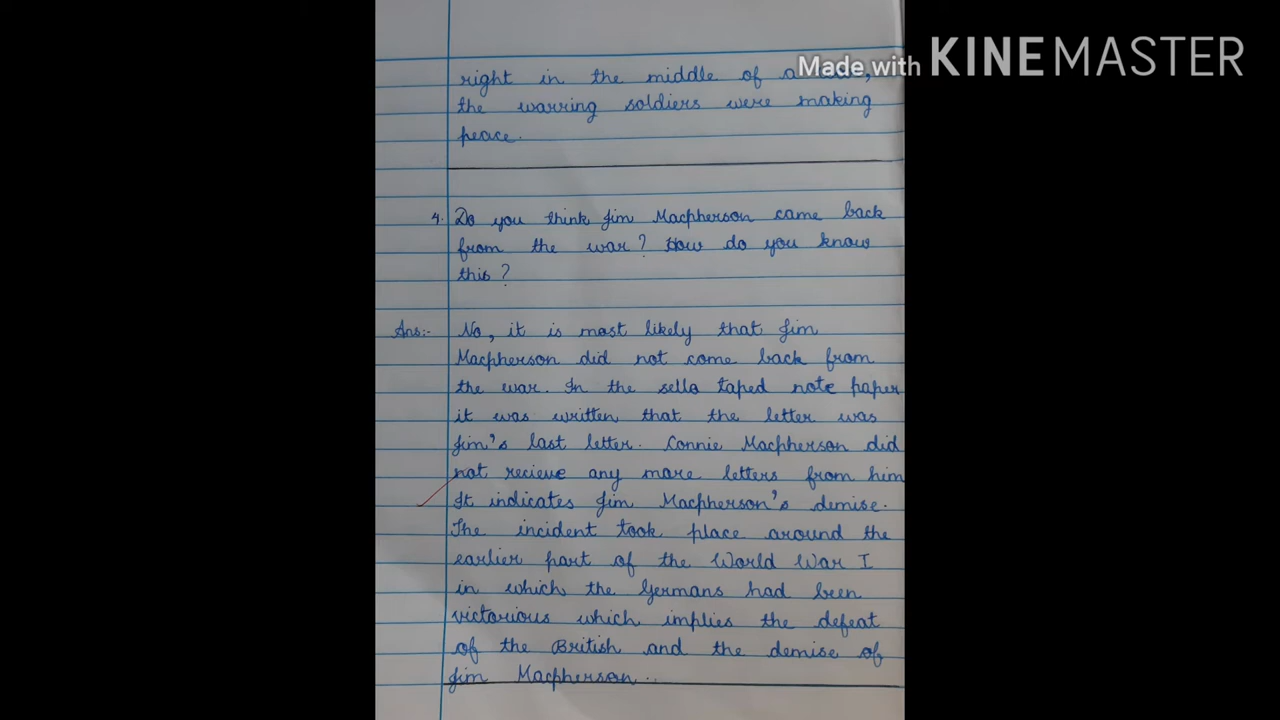 Made with KINEMASTER
right in the middle of a
the warring soldiers were making
peace.
4. Do you think Jim Macpherson came back
from the war? How do you know
this?
Ans:- No, it is most likely that Jim
Macpherson did not come back from
the war. In the sello taped note paper
it was written that the letter was
Jim's last letter. Connie Macpherson did
not recieve any more letters from him
It indicates Jim Macpherson's demise.
The incident took place around the
earlier part of the World War I
in which the Germans had been
victorious which implies the defeat
of the British and the demise of
Jim Macpherson..